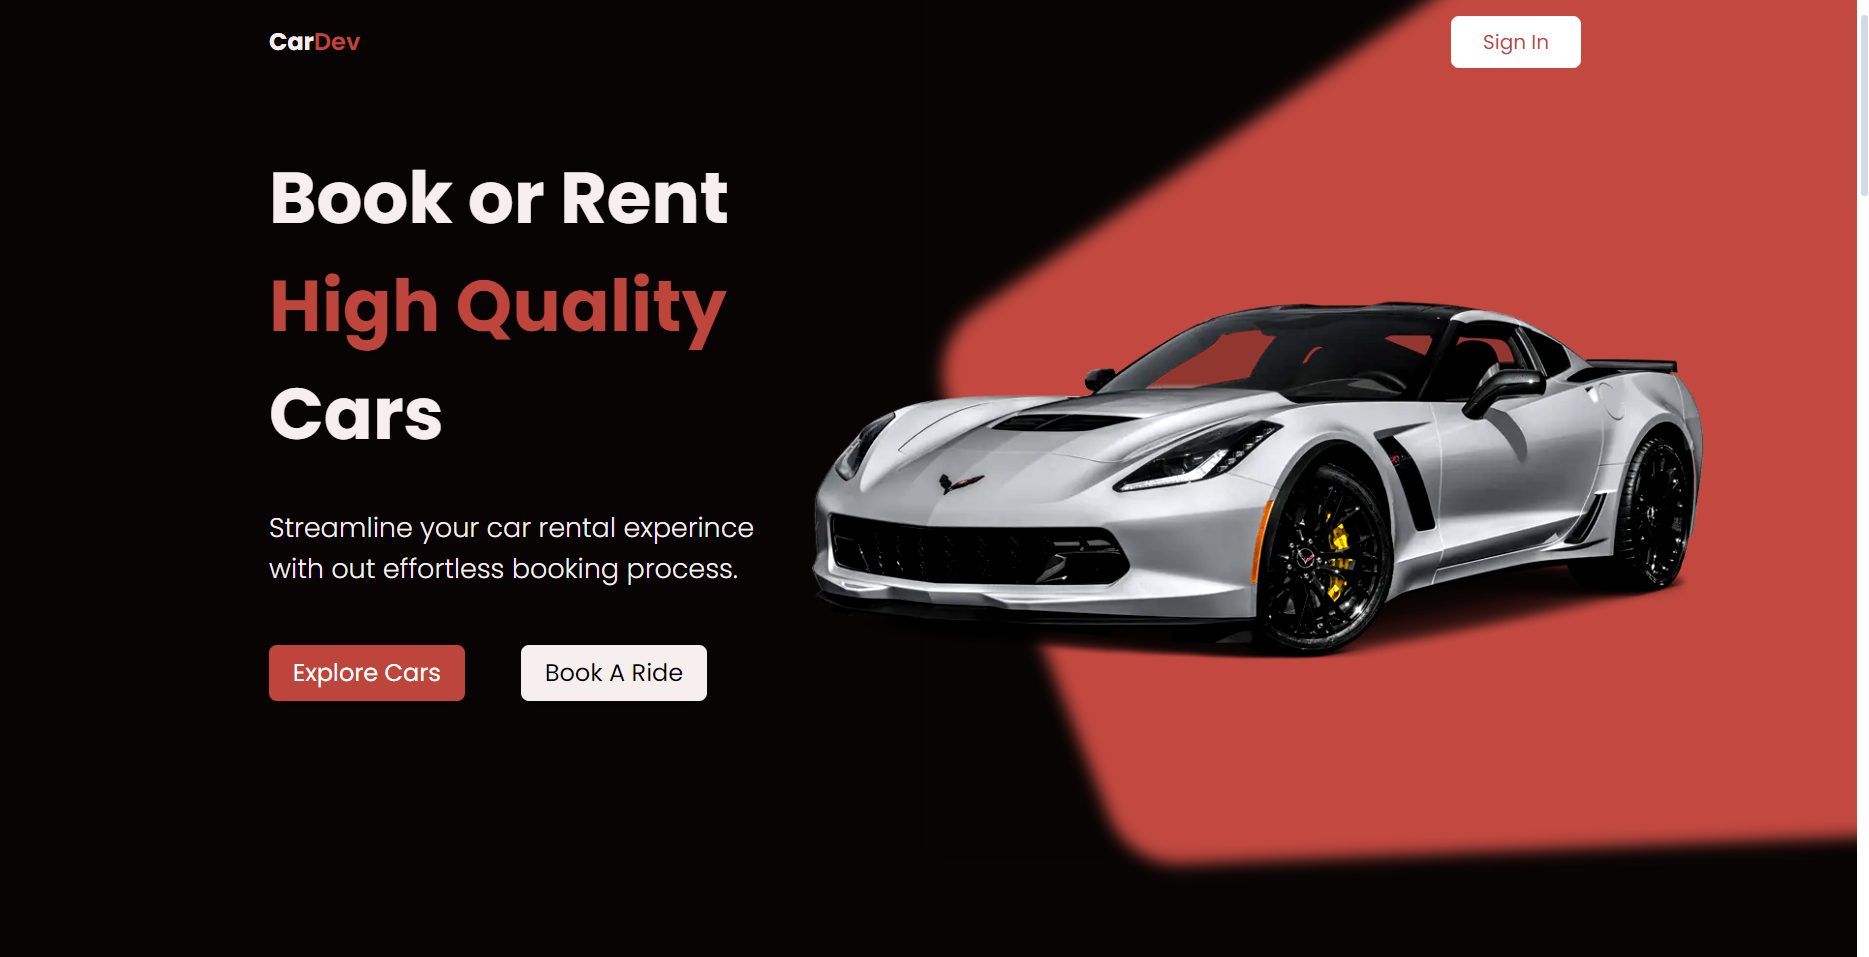 CarDev
Sign In
Book or Rent
High Quality
Cars
Streamline your car rental experince
with out effortless booking process.
Explore Cars
Book A Ride